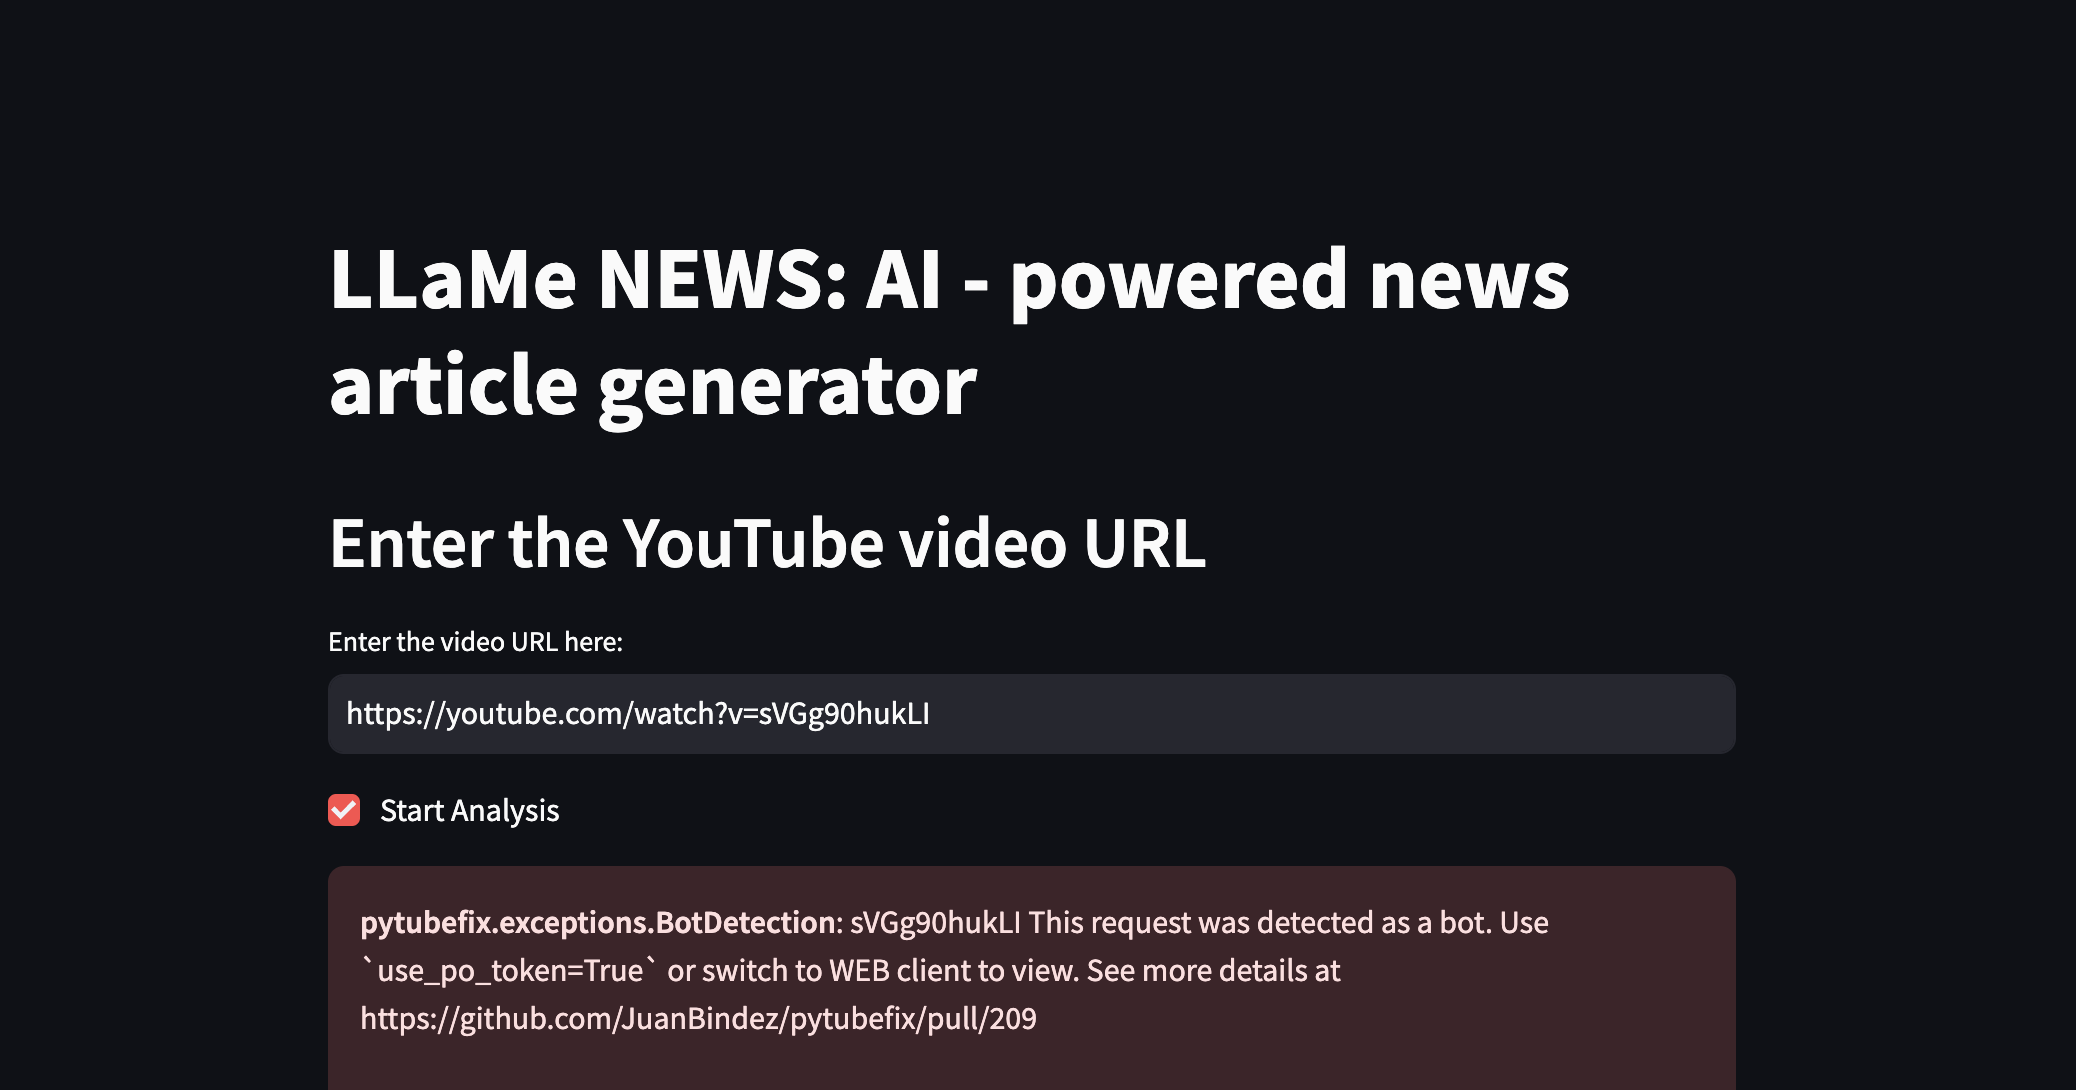 LLaMe NEWS: AI - powered news
article generator
Enter the YouTube video URL
Enter the video URL here:
https://youtube.com/watch?v=sVGg90hukLI
Start Analysis
pytubefix.exceptions.BotDetection: sVGg90hukLI This request was detected as a bot. Use
`use_po_token=True` or switch to WEB client to view. See more details at
https://github.com/JuanBindez/pytubefix/pull/209